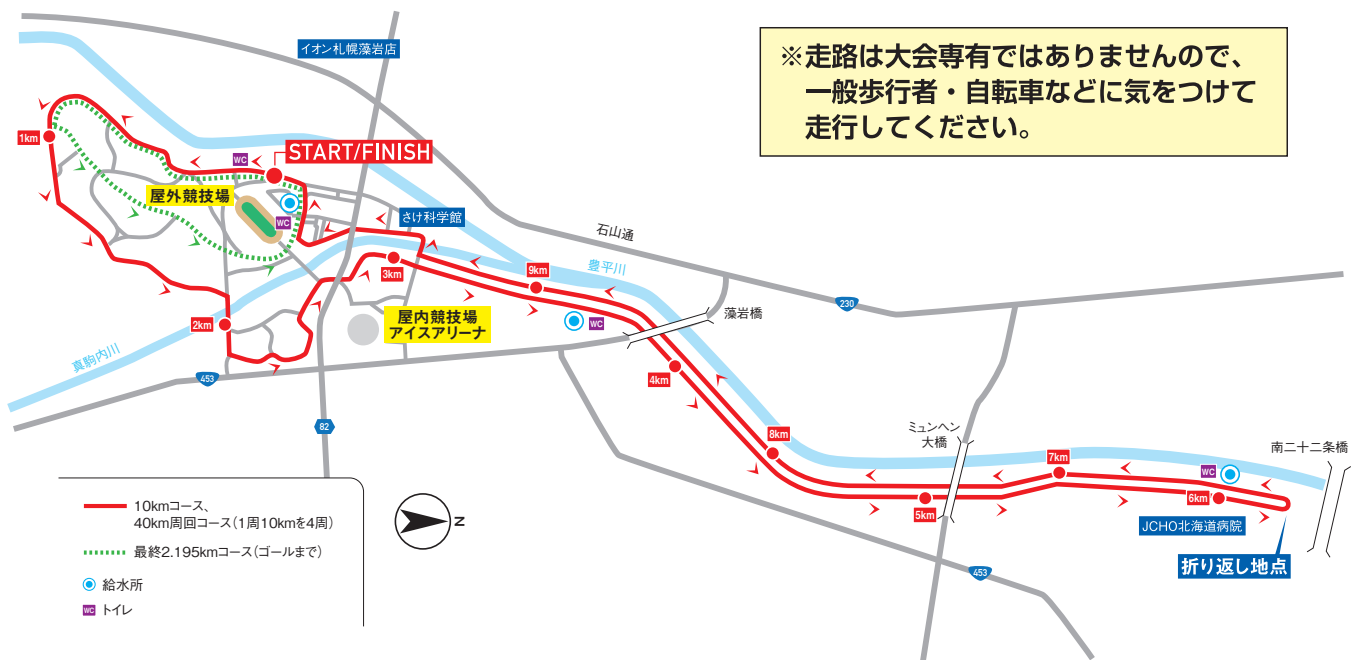 イオン札幌藻岩店
※走路は大会専有ではありませんので、
一般歩行者・自転車などに気をつけて
走行してください。
1km
WC
START/FINISH
屋外競技場
WC
さけ科学館
石山通
豊平川
3km
9km
230
2km
屋内競技場
アイスアリーナ
WC
藻岩橋
真駒内川
453
4km
82
8km
ミュンヘン
大橋
7km
南二十二条橋
WC
6km
5km
JCHO北海道病院
折り返し地点
453
10kmコース、
40km周回コース(1周10kmを4周)
最終2.195kmコース(ゴールまで)
給水所
WC トイレ
N